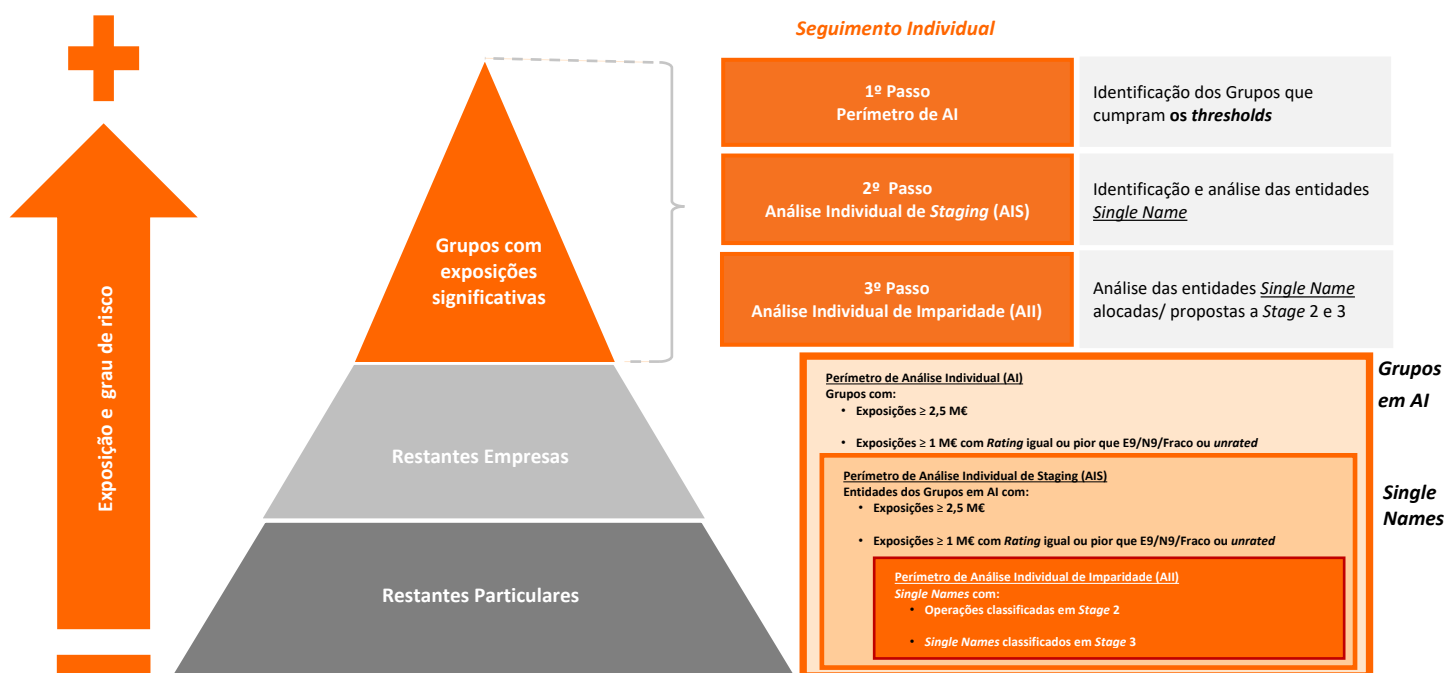 Seguimento Individual
1º Passo
Perímetro de AI
Identificação dos Grupos que
cumpram os thresholds
2º Passo
Análise Individual de Staging (AIS)
Identificação e análise das entidades
Single Name
3º Passo
Análise Individual de Imparidade (AII)
Análise das entidades Single Name
alocadas/ propostas a Stage 2 e 3
Exposição e grau de risco
Grupos com
exposições
significativas
Restantes Empresas
Restantes Particulares
Perímetro de Análise Individual (AI)
Grupos com:
• Exposições ≥ 2,5 M€
• Exposições ≥ 1 M€ com Rating igual ou pior que E9/N9/Fraco ou unrated
Grupos
em AI
Perímetro de Análise Individual de Staging (AIS)
Entidades dos Grupos em AI com:
• Exposições ≥ 2,5 M€
• Exposições ≥ 1 M€ com Rating igual ou pior que E9/N9/Fraco ou unrated
Single
Names
Perímetro de Análise Individual de Imparidade (AII)
Single Names com:
• Operações classificadas em Stage 2
• Single Names classificados em Stage 3